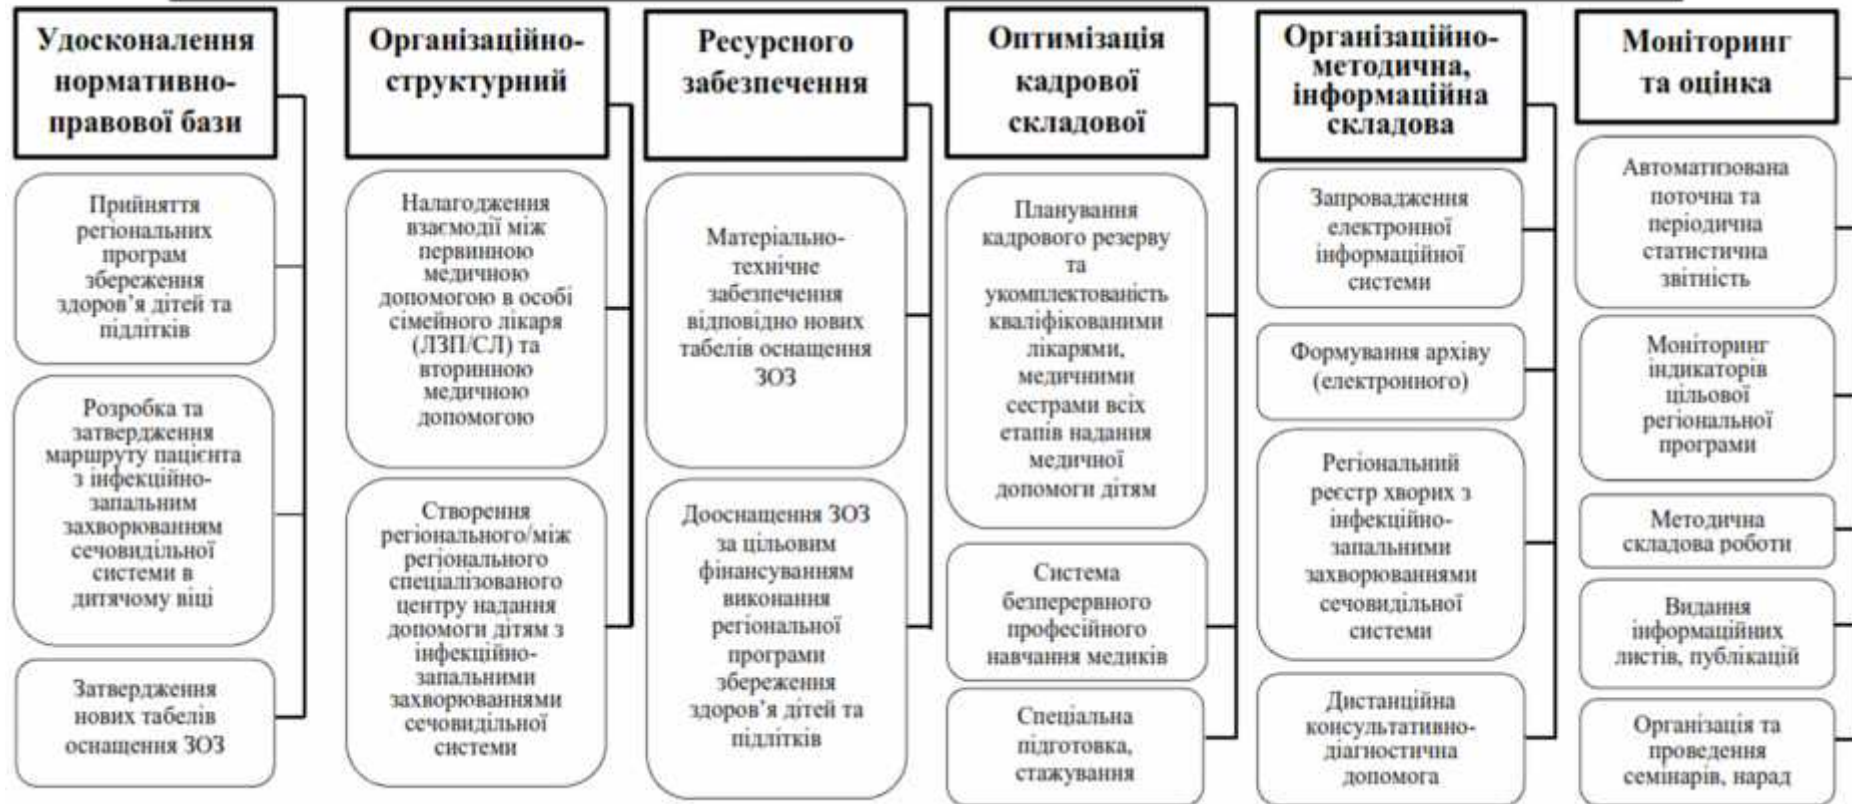 Удосконалення
нормативно-
правової бази
Прийняття
регіональних
програм
збереження
здоров’я дітей та
підлітків
Розробка та
затвердження
маршруту пацієнта
з інфекційно-
запальним
захворюванням
сечовидільної
системи в
дитячому віці
Затвердження
нових табелів
оснащення ЗОЗ
Організаційно-
структурний
Налагодження
взаємодії між
первинною
медичною
допомогою в особі
сімейного лікаря
(ЛЗП/СЛ) та
вторинною
медичною
допомогою
Створення
регіонального/між
регіонального
спеціалізованого
центру надання
допомоги дітям з
інфекційно-
запальними
захворюваннями
сечовидільної
системи
Ресурсного
забезпечення
Матеріально-
технічне
забезпечення
відповідно нових
табелів оснащення
ЗОЗ
Дооснащення ЗОЗ
за цільовим
фінансуванням
виконання
регіональної
програми
збереження
здоров’я дітей та
підлітків
Оптимізація
кадрової
складової
Планування
кадрового резерву
та
укомплектованість
кваліфікованими
лікарями,
медичними
сестрами всіх
етапів надання
медичної
допомоги дітям
Система
безперервного
професійного
навчання медиків
Спеціальна
підготовка,
стажування
Організаційно-
методична,
інформаційна
складова
Запровадження
електронної
інформаційної
системи
Формування архіву
(електронного)
Регіональний
реєстр хворих з
інфекційно-
запальними
захворюваннями
сечовидільної
системи
Дистанційна
консультативно-
діагностична
допомога
Моніторинг
та оцінка
Автоматизована
поточна та
періодична
статистична
звітність
Моніторинг
індикаторів
цільової
регіональної
програми
Методична
складова роботи
Видання
інформаційних
листів, публікацій
Організація та
проведення
семінарів, нарад